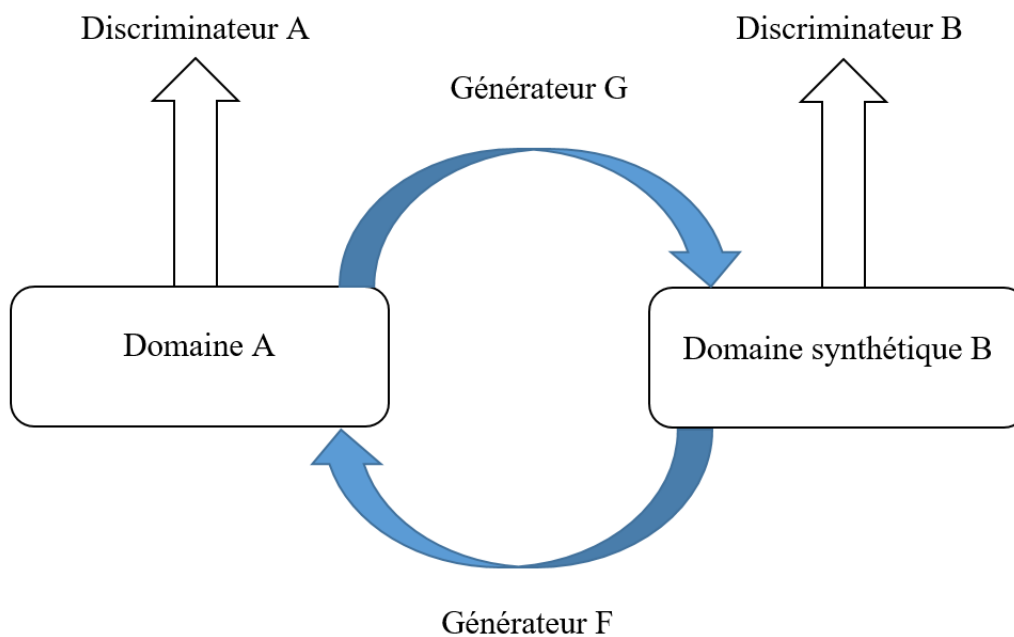 Discriminateur A
Discriminateur B
Générateur G
Domaine A
Domaine synthétique B
Générateur F